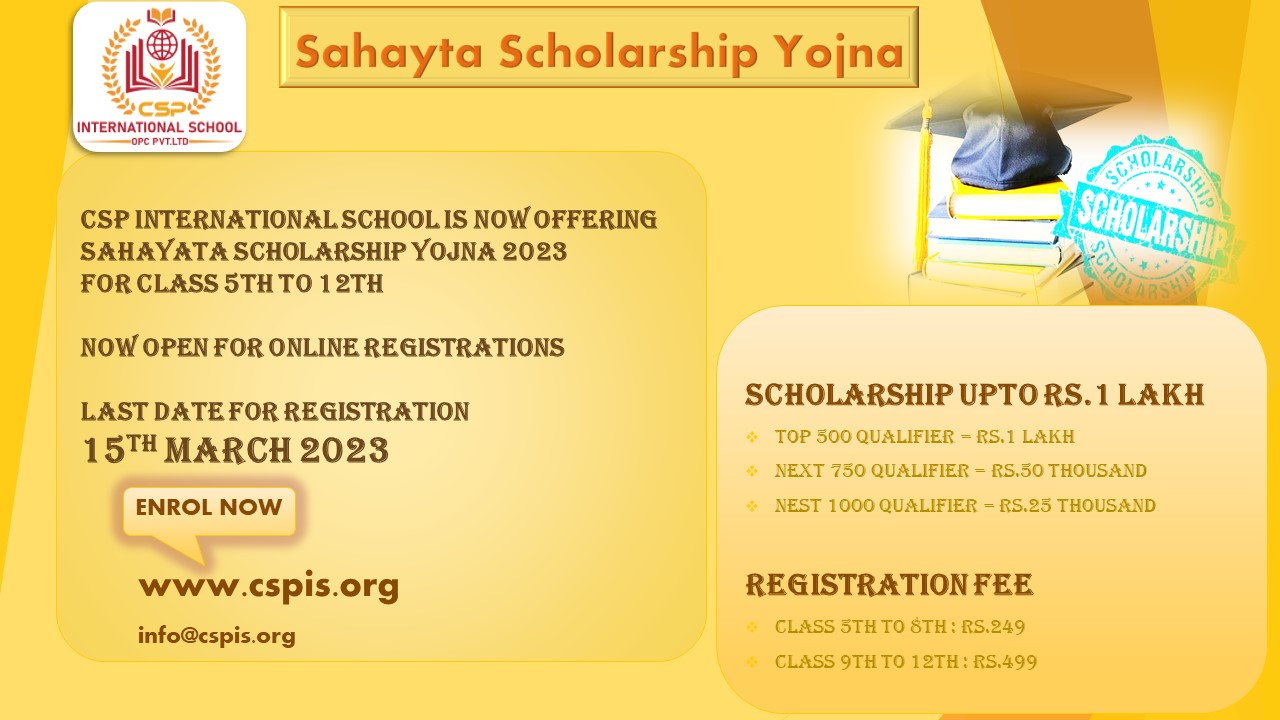 CSP
INTERNATIONAL SCHOOL
OPC PVT.LTD
Sahayta Scholarship Yojna
CSP INTERNATIONAL SCHOOL IS NOW OFFERING
SAHAYATA SCHOLARSHIP YOJNA 2023
FOR CLASS 5TH TO 12TH
NOW OPEN FOR ONLINE REGISTRATIONS
LAST DATE FOR REGISTRATION
15TH MARCH 2023
ENROL NOW
www.cspis.org
info@cspis.org
SCHOLARSHIP
SCHOLARSHIP
SCHOLARSHIP
SCHOLARSHIP UPTO RS.1 LAKH
TOP 500 QUALIFIER = RS.1 LAKH
NEXT 750 QUALIFIER = RS.50 THOUSAND
NEST 1000 QUALIFIER = RS.25 THOUSAND
REGISTRATION FEE
CLASS 5TH TO 8TH : RS.249
CLASS 9TH TO 12TH : RS.499